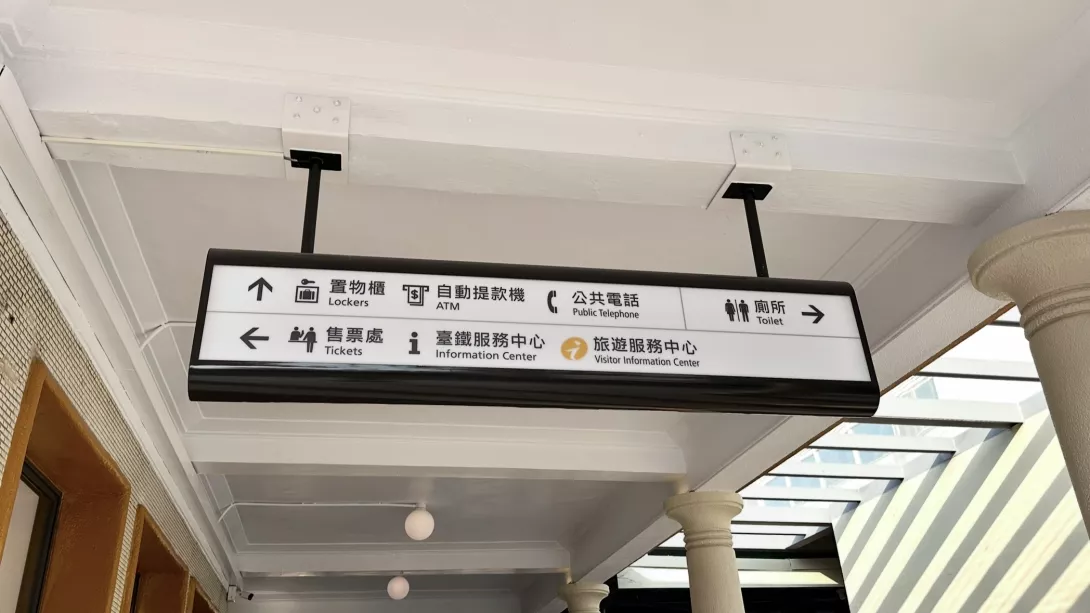 置物櫃
Lockers
自動提款機
ATM
公共電話
Public Telephone
廁所
Toilet
售票處
Tickets
臺鐵服務中心
Information Center
旅遊服務中心
Visitor Information Center